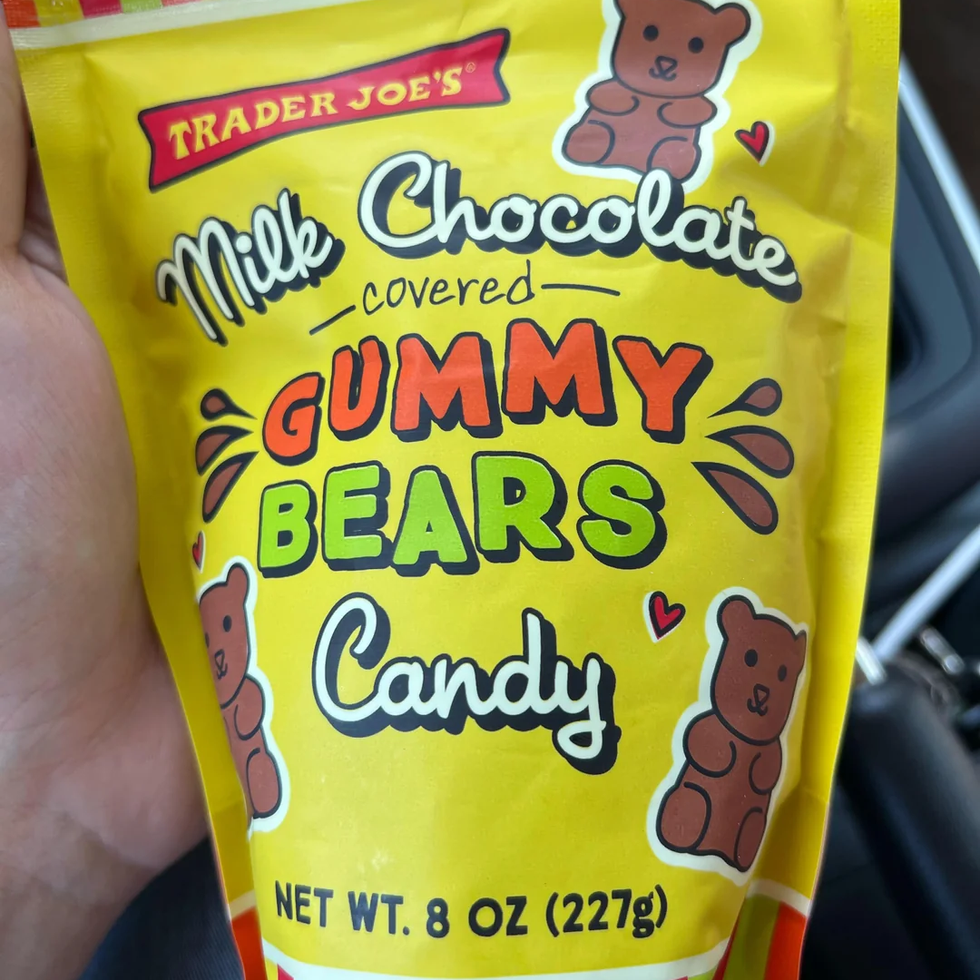 TRADER JOE'S®
Milk Chocolate
covered
GUMMY
BEARS
Candy
NET WT. 8 OZ (227g)